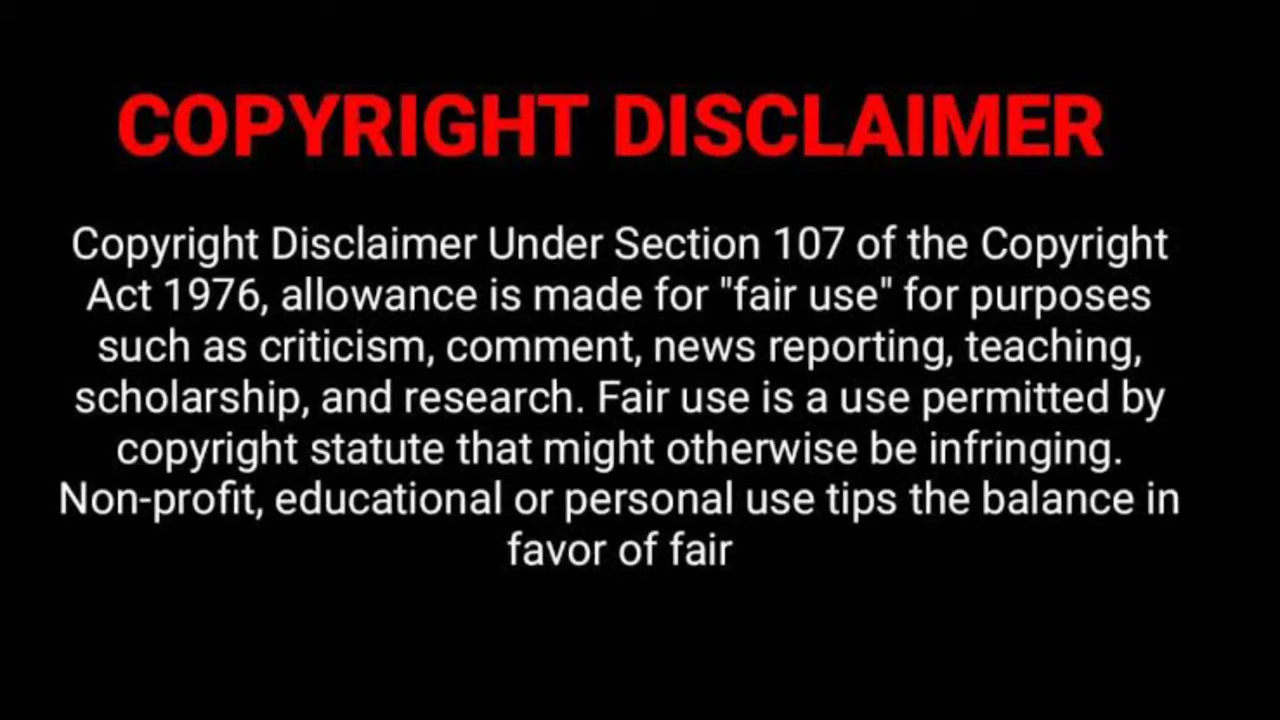 COPYRIGHT DISCLAIMER
Copyright Disclaimer Under Section 107 of the Copyright
Act 1976, allowance is made for "fair use" for purposes
such as criticism, comment, news reporting, teaching,
scholarship, and research. Fair use is a use permitted by
copyright statute that might otherwise be infringing.
Non-profit, educational or personal use tips the balance in
favor of fair